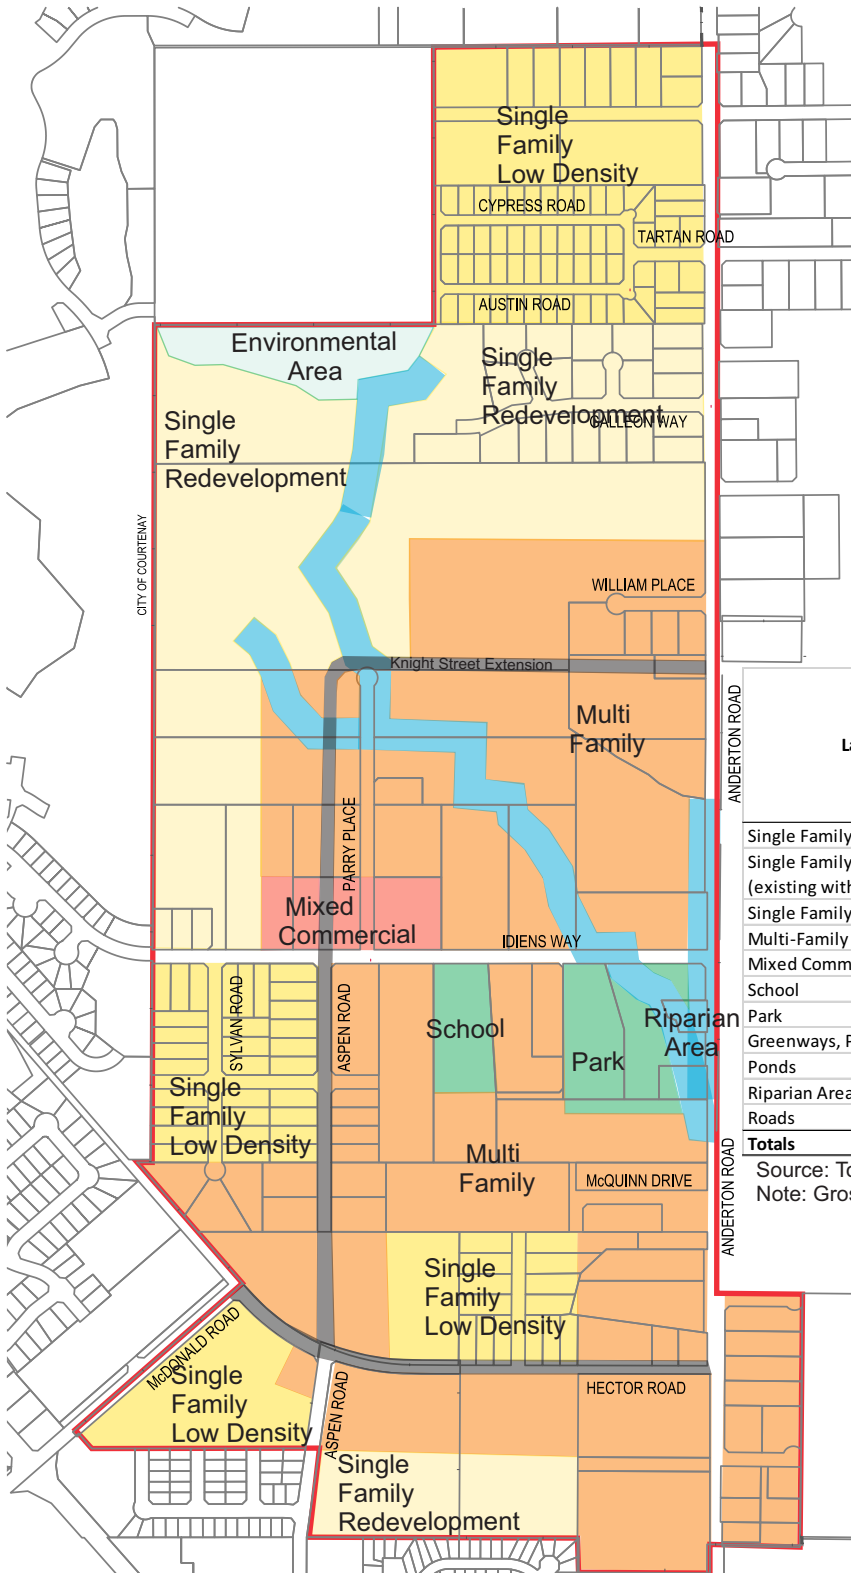 Single
Family
Low Density
CYPRESS ROAD
TARTAN ROAD
AUSTIN ROAD
Environmental
Area
Single
Family
Redevelopment
GALLEON WAY
Single
Family
Redevelopment
CITY OF COURTENAY
WILLIAM PLACE
Knight Street Extension
Multi
Family
ANDERTON ROAD
PARRY PLACE
Mixed
Commercial
IDIENS WAY
SYLVAN ROAD
ASPEN ROAD
School
Park
Riparian
Area
Single
Family
Low Density
Multi
Family
McQUINN DRIVE
ANDERTON ROAD
Single
Family
Low Density
McDONALD ROAD
Single
Family
Low Density
ASPEN ROAD
HECTOR ROAD
Single
Family
Redevelopment
La
Single Family
Single Family
(existing with
Single Family
Multi-Family
Mixed Comm
School
Park
Greenways, P
Ponds
Riparian Area
Roads
Totals
Source: To
Note: Gros